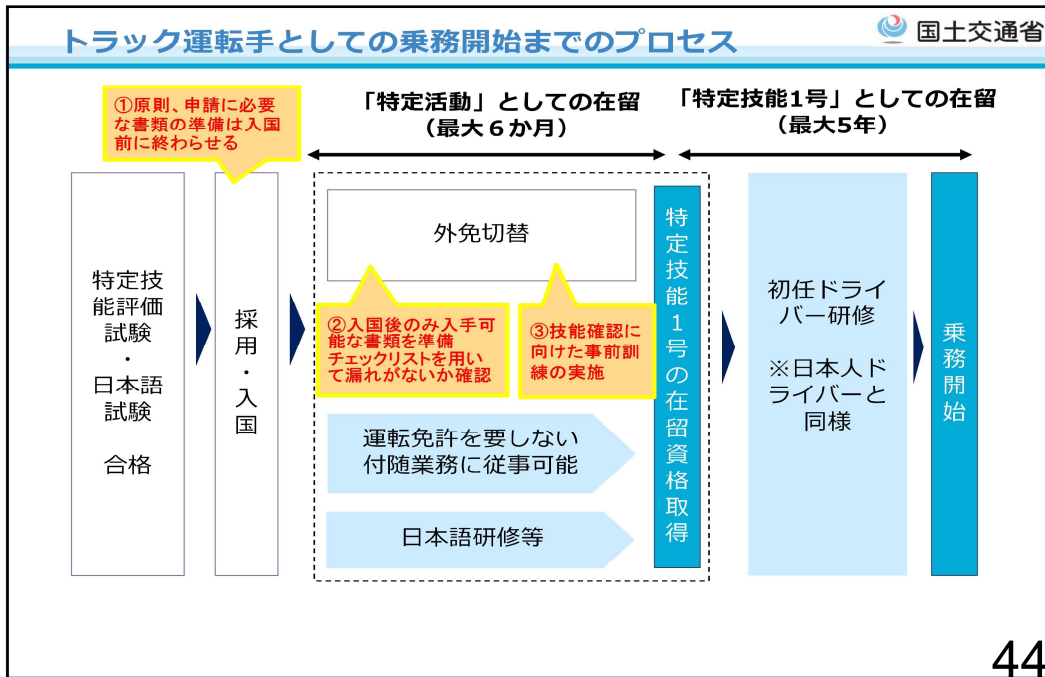 トラック運転手としての乗務開始までのプロセス
国土交通省
①原則、申請に必要
な書類の準備は入国
前に終わらせる
「特定活動」としての在留
（最大６か月）
「特定技能1号」としての在留
（最大5年）
特定技
能評価
試験
・
日本語
試験
合格
採用・入国
外免切替
②入国後のみ入手可
能な書類を準備
チェックリストを用い
て漏れがないか確認
③技能確認に
向けた事前訓
練の実施
運転免許を要しない
付随業務に従事可能
日本語研修等
特定技能１号の在留資格取得
初任ドライ
バー研修
※日本人ド
ライバーと
同様
乗務開始
44